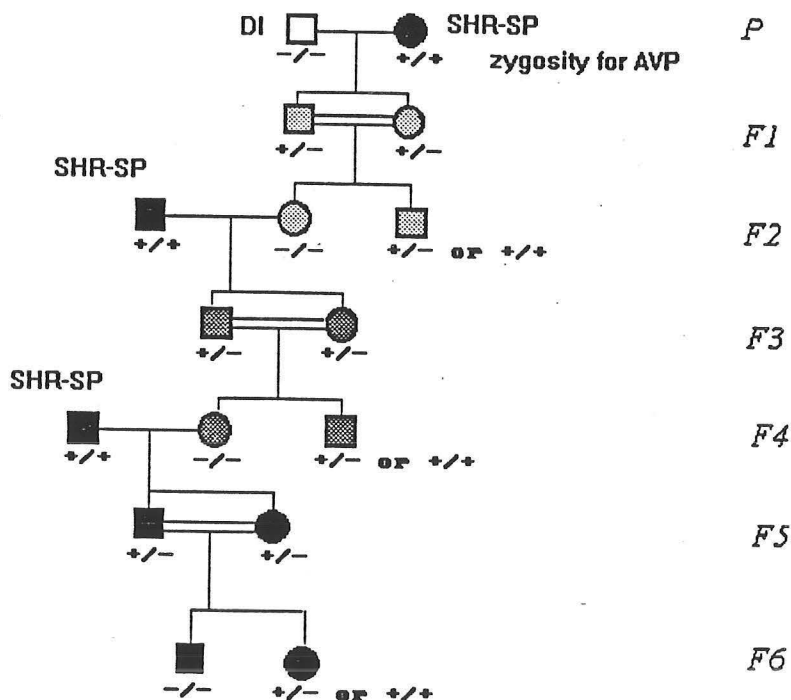 DI SHR-SP P
-/- +/+
zygosity for AVP
F1
+/- +/-
SHR-SP
F2
+/+ -/- +/- or +/+
F3
+/- +/-
SHR-SP
F4
+/+ -/- +/- or +/+
F5
+/- +/-
F6
-/- +/- or +/+